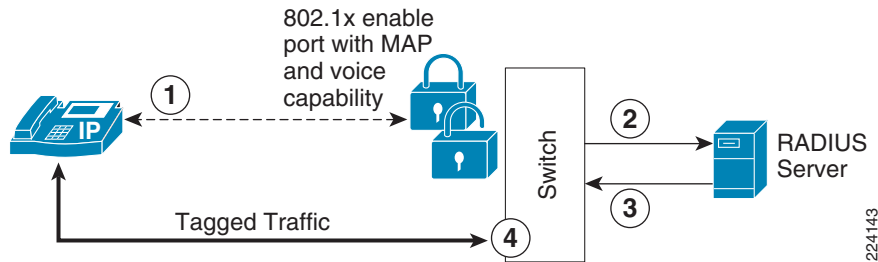 802.1x enable
port with MAP
and voice
capability
1
IP
2
Switch
RADIUS
Server
3
Tagged Traffic
4
224143